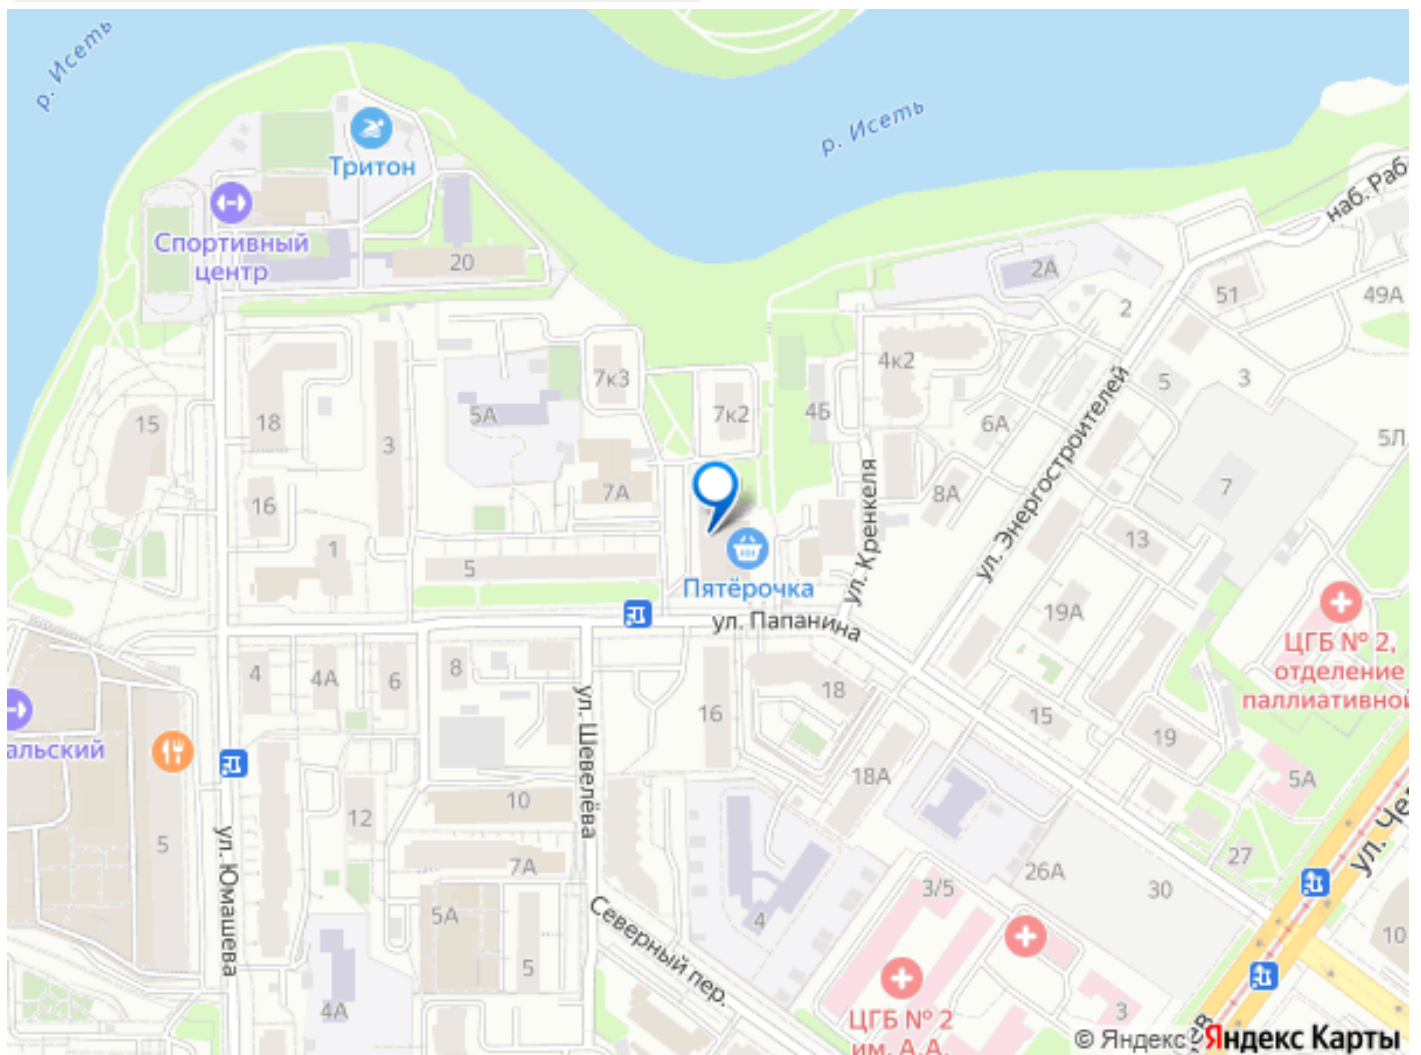 р. Исеть
р. Исеть
Тритон
наб. Раб
Спортивный
центр
20
2А
51
49А
2
4к2
7к3
5
3
5А
7к2
4Б
15
18
3
6А
5Л
ул. Энергостроителей
7А
8А
7
16
ул. Кренкеля
13
1
5
Пятёрочка
ул. Папанина
19А
ЦГБ № 2,
отделение
паллиативной
4
4А
6
8
18
16
15
19
альский
ул. Шевелёва
18А
5А
10
12
5
ул. Юмашева
7А
27
ул. Че
26А
30
3/5
5А
4
Северный пер.
10
5
4А
3
ЦГБ № 2
им. А.А.
© Яндекс
Яндекс Карты